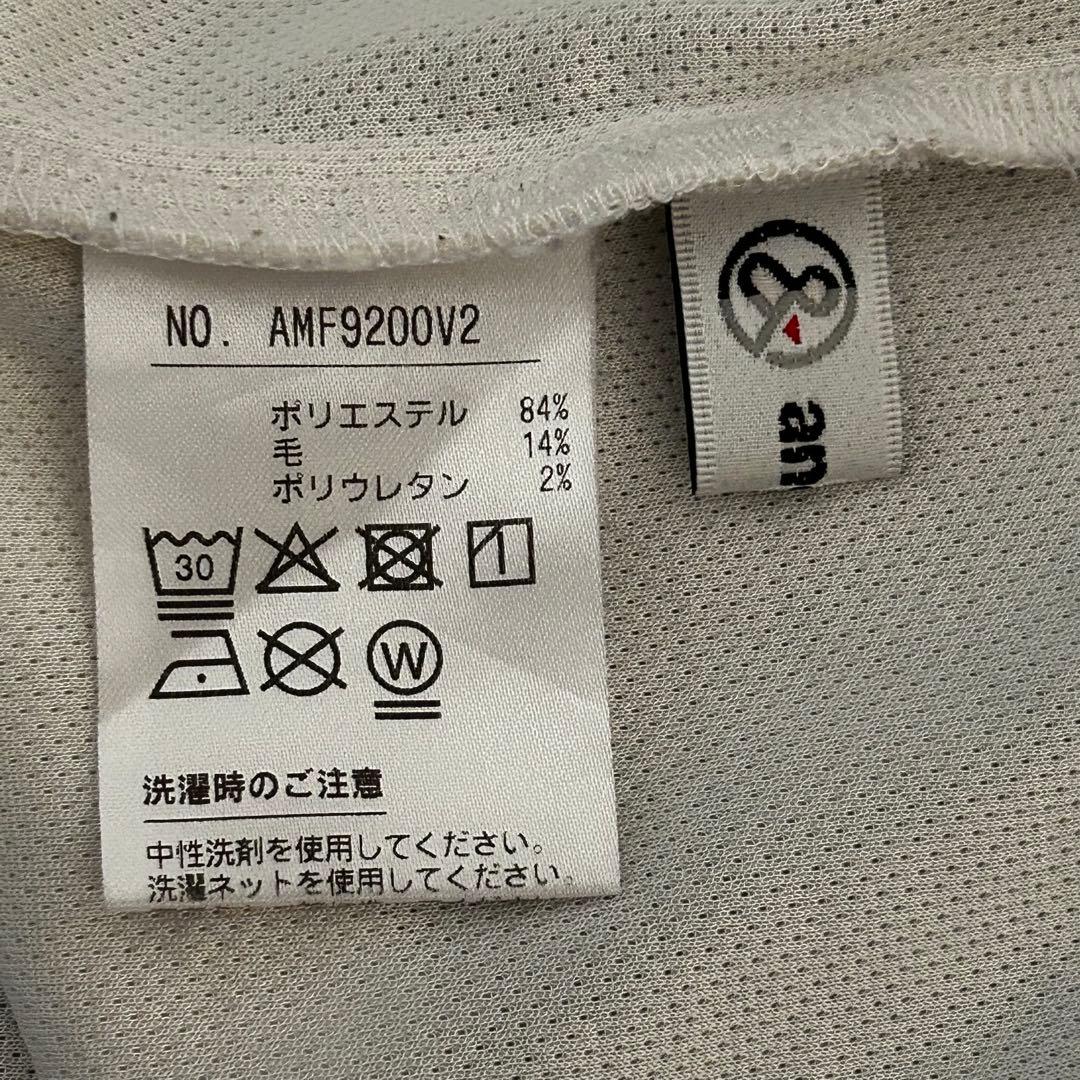 NO. AMF9200V2
ポリエステル 84%
毛 14%
ポリウレタン 2%
30
W
洗濯時のご注意
中性洗剤を使用してください。
洗濯ネットを使用してください。
an